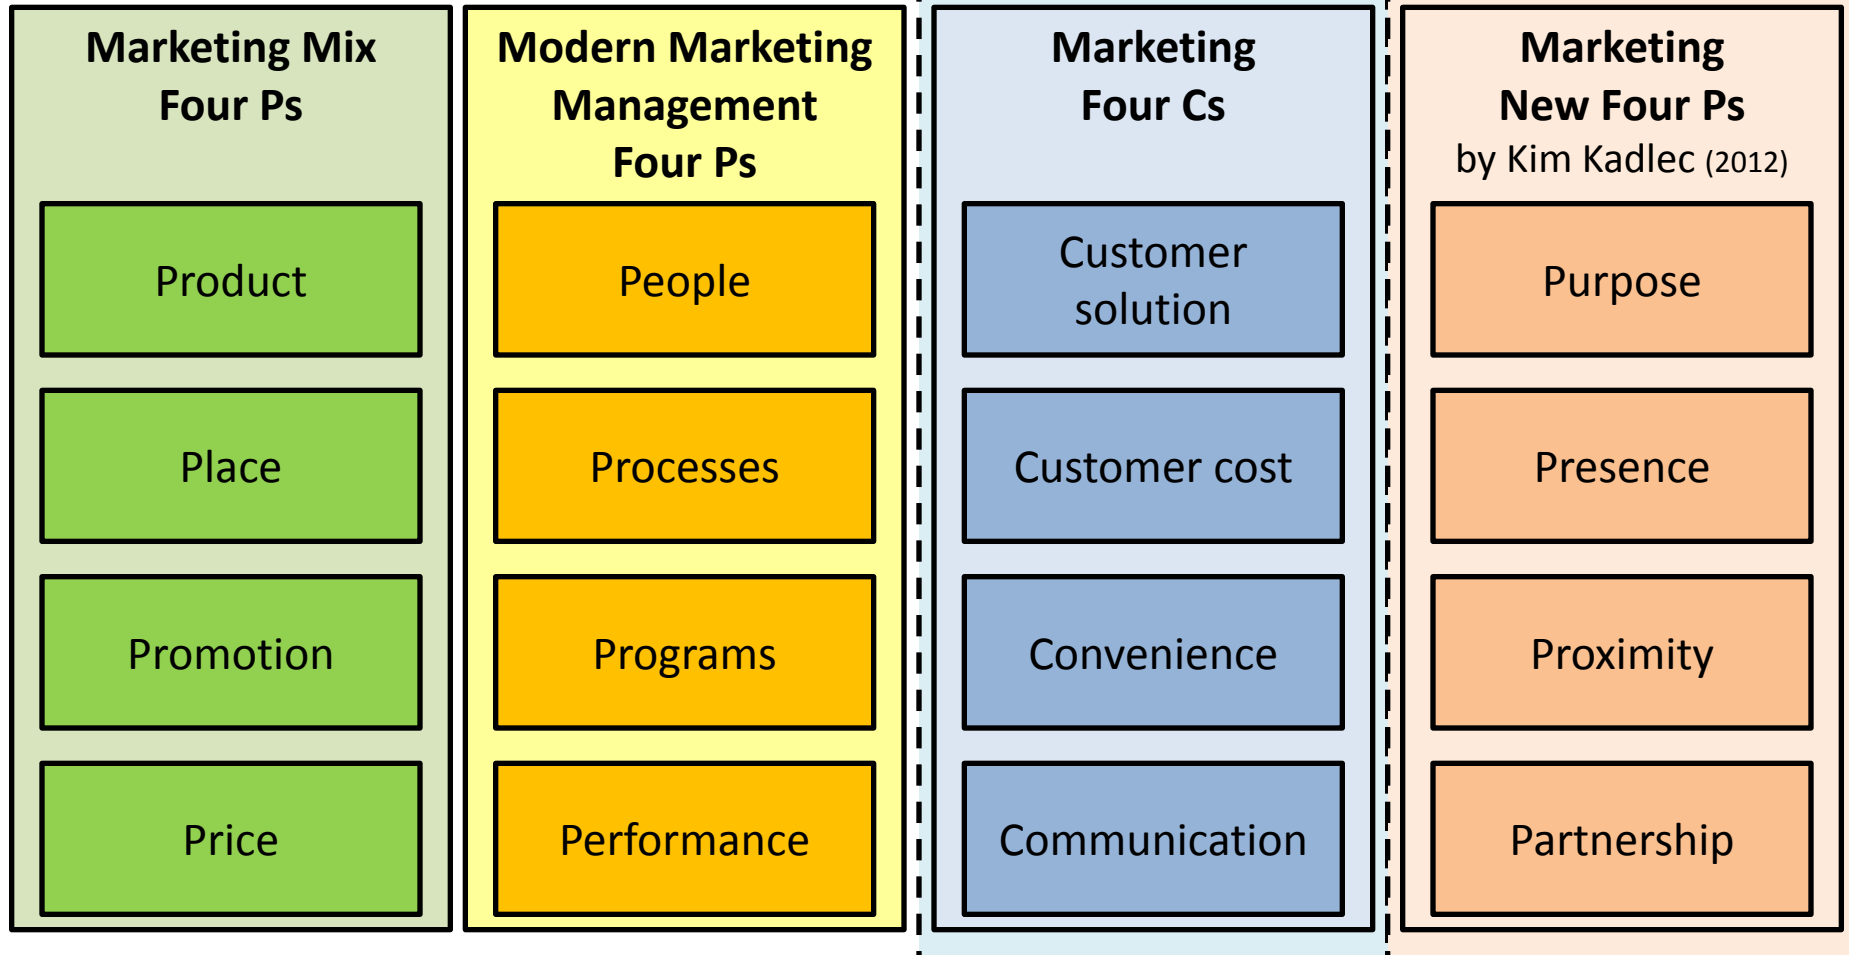 Marketing Mix
Four Ps
Product
Place
Promotion
Price
Modern Marketing
Management
Four Ps
People
Processes
Programs
Performance
Marketing
Four Cs
Customer
solution
Customer cost
Convenience
Communication
Marketing
New Four Ps
by Kim Kadlec (2012)
Purpose
Presence
Proximity
Partnership